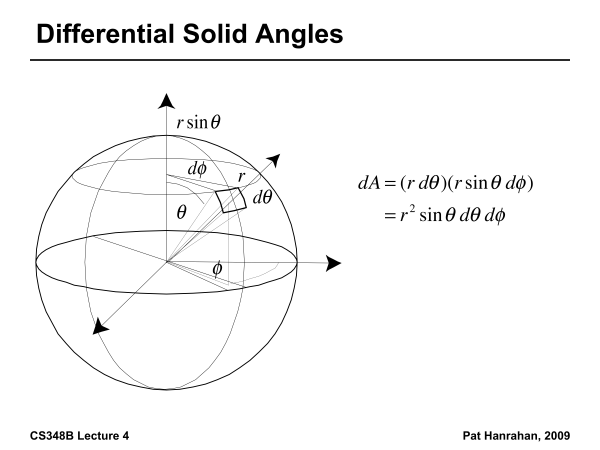 Differential Solid Angles
r sin θ
dϕ
r
dθ
θ
ϕ
dA = (r dθ)(r sin θ dϕ)
= r² sin θ dθ dϕ
CS348B Lecture 4
Pat Hanrahan, 2009